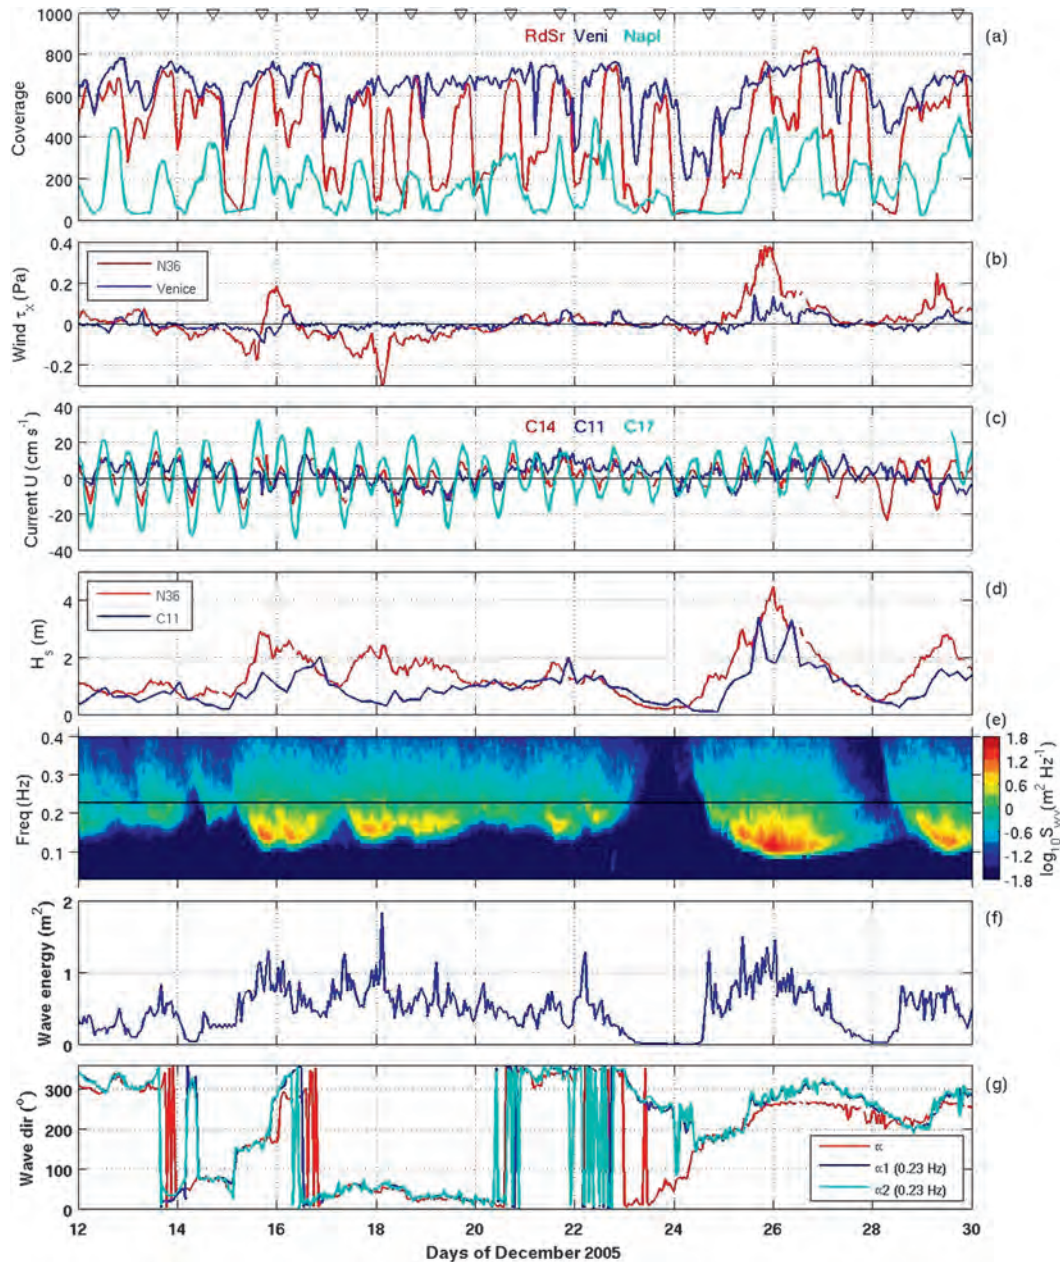 RdSr Veni Napl
(a)
Coverage
1000
800
600
400
200
0
(b)
N36
Venice
Wind τx (Pa)
0.4
0.2
0
-0.2
(c)
C14 C11 C17
Current U (cm s-1)
40
20
0
-20
-40
(d)
N36
C11
Hs (m)
4
2
0
(e)
Freq (Hz)
0.4
0.3
0.2
0.1
1.8
1.2
0.6
0
-0.6
-1.2
-1.8
log10 Swv (m2 Hz-1)
(f)
Wave energy (m2)
2
1
0
(g)
Wave dir (°)
300
200
100
0
α
α1 (0.23 Hz)
α2 (0.23 Hz)
12 14 16 18 20 22 24 26 28 30
Days of December 2005